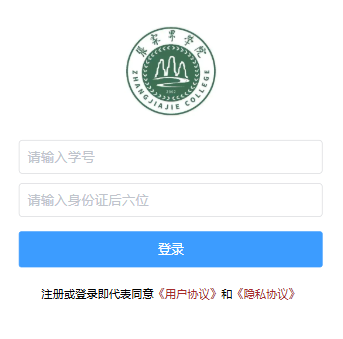 张家界学院
ZHANGJIAJIE COLLEGE
请输入学号
请输入身份证后六位
登录
注册或登录即代表同意《用户协议》和《隐私协议》